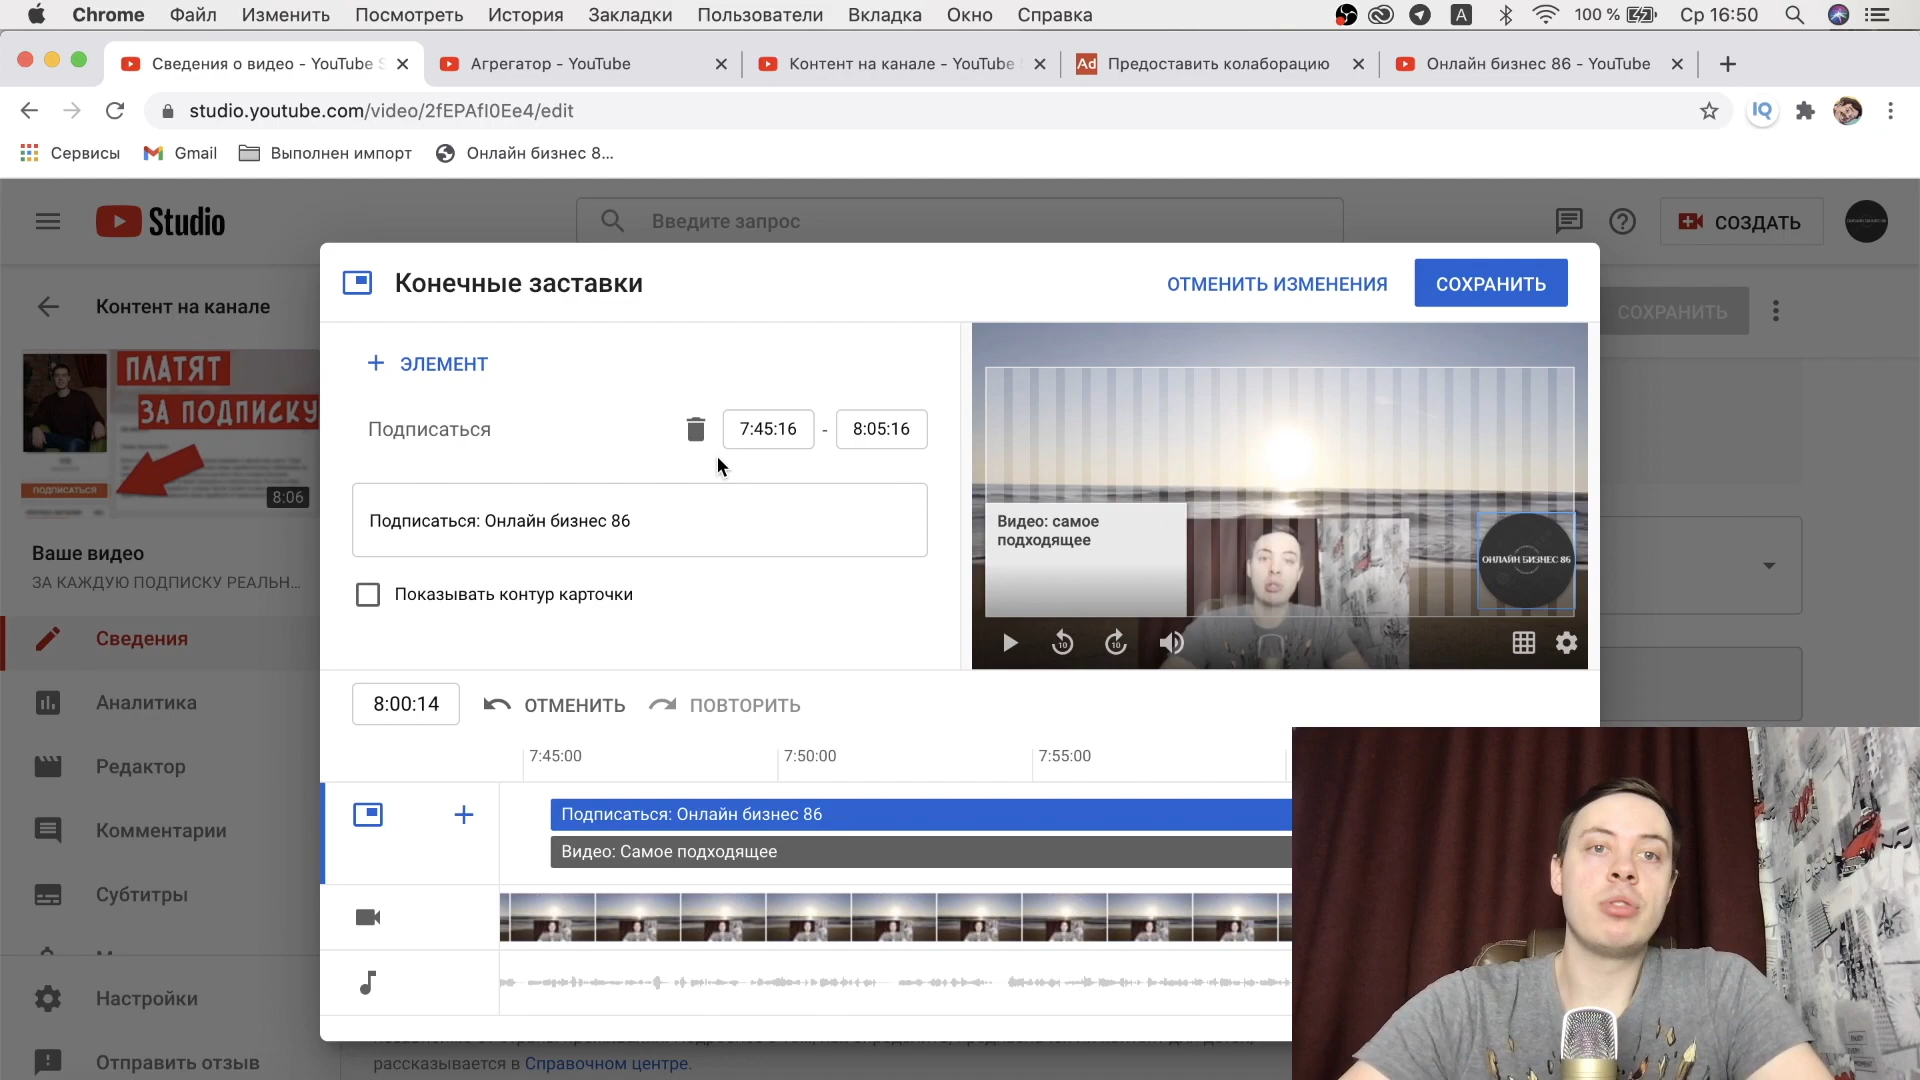 Chrome Файл Изменить Посмотреть История Закладки Пользователи Вкладка Окно Справка
A 100 % Ср 16:50
Сведения о видео - YouTube S
Агрегатор - YouTube
Контент на канале - YouTube
Ad Предоставить колаборацию
Онлайн бизнес 86 - YouTube
studio.youtube.com/video/2fEPAfI0Ee4/edit
IQ
Сервисы Gmail Выполнен импорт Онлайн бизнес 8...
Studio
Введите запрос
СОЗДАТЬ
Контент на канале
Конечные заставки
ОТМЕНИТЬ ИЗМЕНЕНИЯ
СОХРАНИТЬ
СОХРАНИТЬ
ПЛАТЯТ
ЗА ПОДПИСКУ
ПОДПИСАТЬСЯ
8:06
Ваше видео
ЗА КАЖДУЮ ПОДПИСКУ РЕАЛЬН...
Сведения
Аналитика
Редактор
Комментарии
Субтитры
Настройки
Отправить отзыв
+ ЭЛЕМЕНТ
Подписаться
7:45:16 - 8:05:16
Подписаться: Онлайн бизнес 86
Показывать контур карточки
Видео: самое
подходящее
ОНЛАЙН БИЗНЕС 86
10 10
8:00:14
ОТМЕНИТЬ
ПОВТОРИТЬ
7:45:00 7:50:00 7:55:00
Подписаться: Онлайн бизнес 86
Видео: Самое подходящее
рассказывается в Справочном центре.